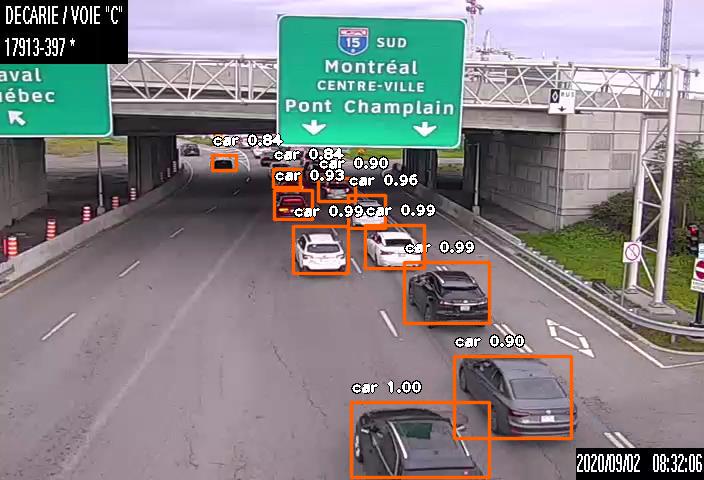 DECARIE / VOIE "C"
17913-397 *
aval
uébec
15 SUD
Montréal
CENTRE-VILLE
Pont Champlain
BUS
car 0.84
car 0.84
car 0.90
car 0.93
car 0.96
car 0.99
car 0.99
car 0.99
car 0.90
car 1.00
2020/09/02 08:32:06